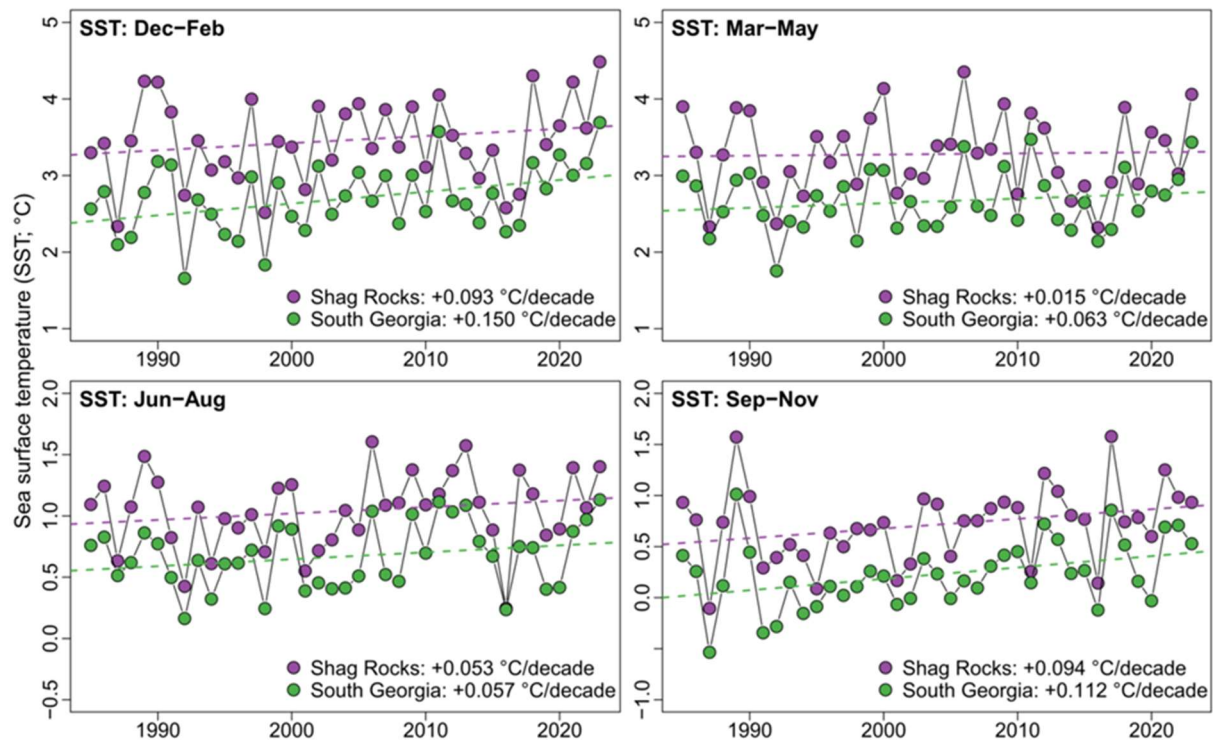 Sea surface temperature (SST; °C)
SST: Dec−Feb
5
4
3
2
1
Shag Rocks: +0.093 °C/decade
South Georgia: +0.150 °C/decade
1990 2000 2010 2020
SST: Mar−May
5
4
3
2
1
Shag Rocks: +0.015 °C/decade
South Georgia: +0.063 °C/decade
1990 2000 2010 2020
SST: Jun−Aug
2.0
1.5
1.0
0.5
0.0
−0.5
Shag Rocks: +0.053 °C/decade
South Georgia: +0.057 °C/decade
1990 2000 2010 2020
SST: Sep−Nov
2.0
1.5
1.0
0.5
0.0
−1.0
Shag Rocks: +0.094 °C/decade
South Georgia: +0.112 °C/decade
1990 2000 2010 2020